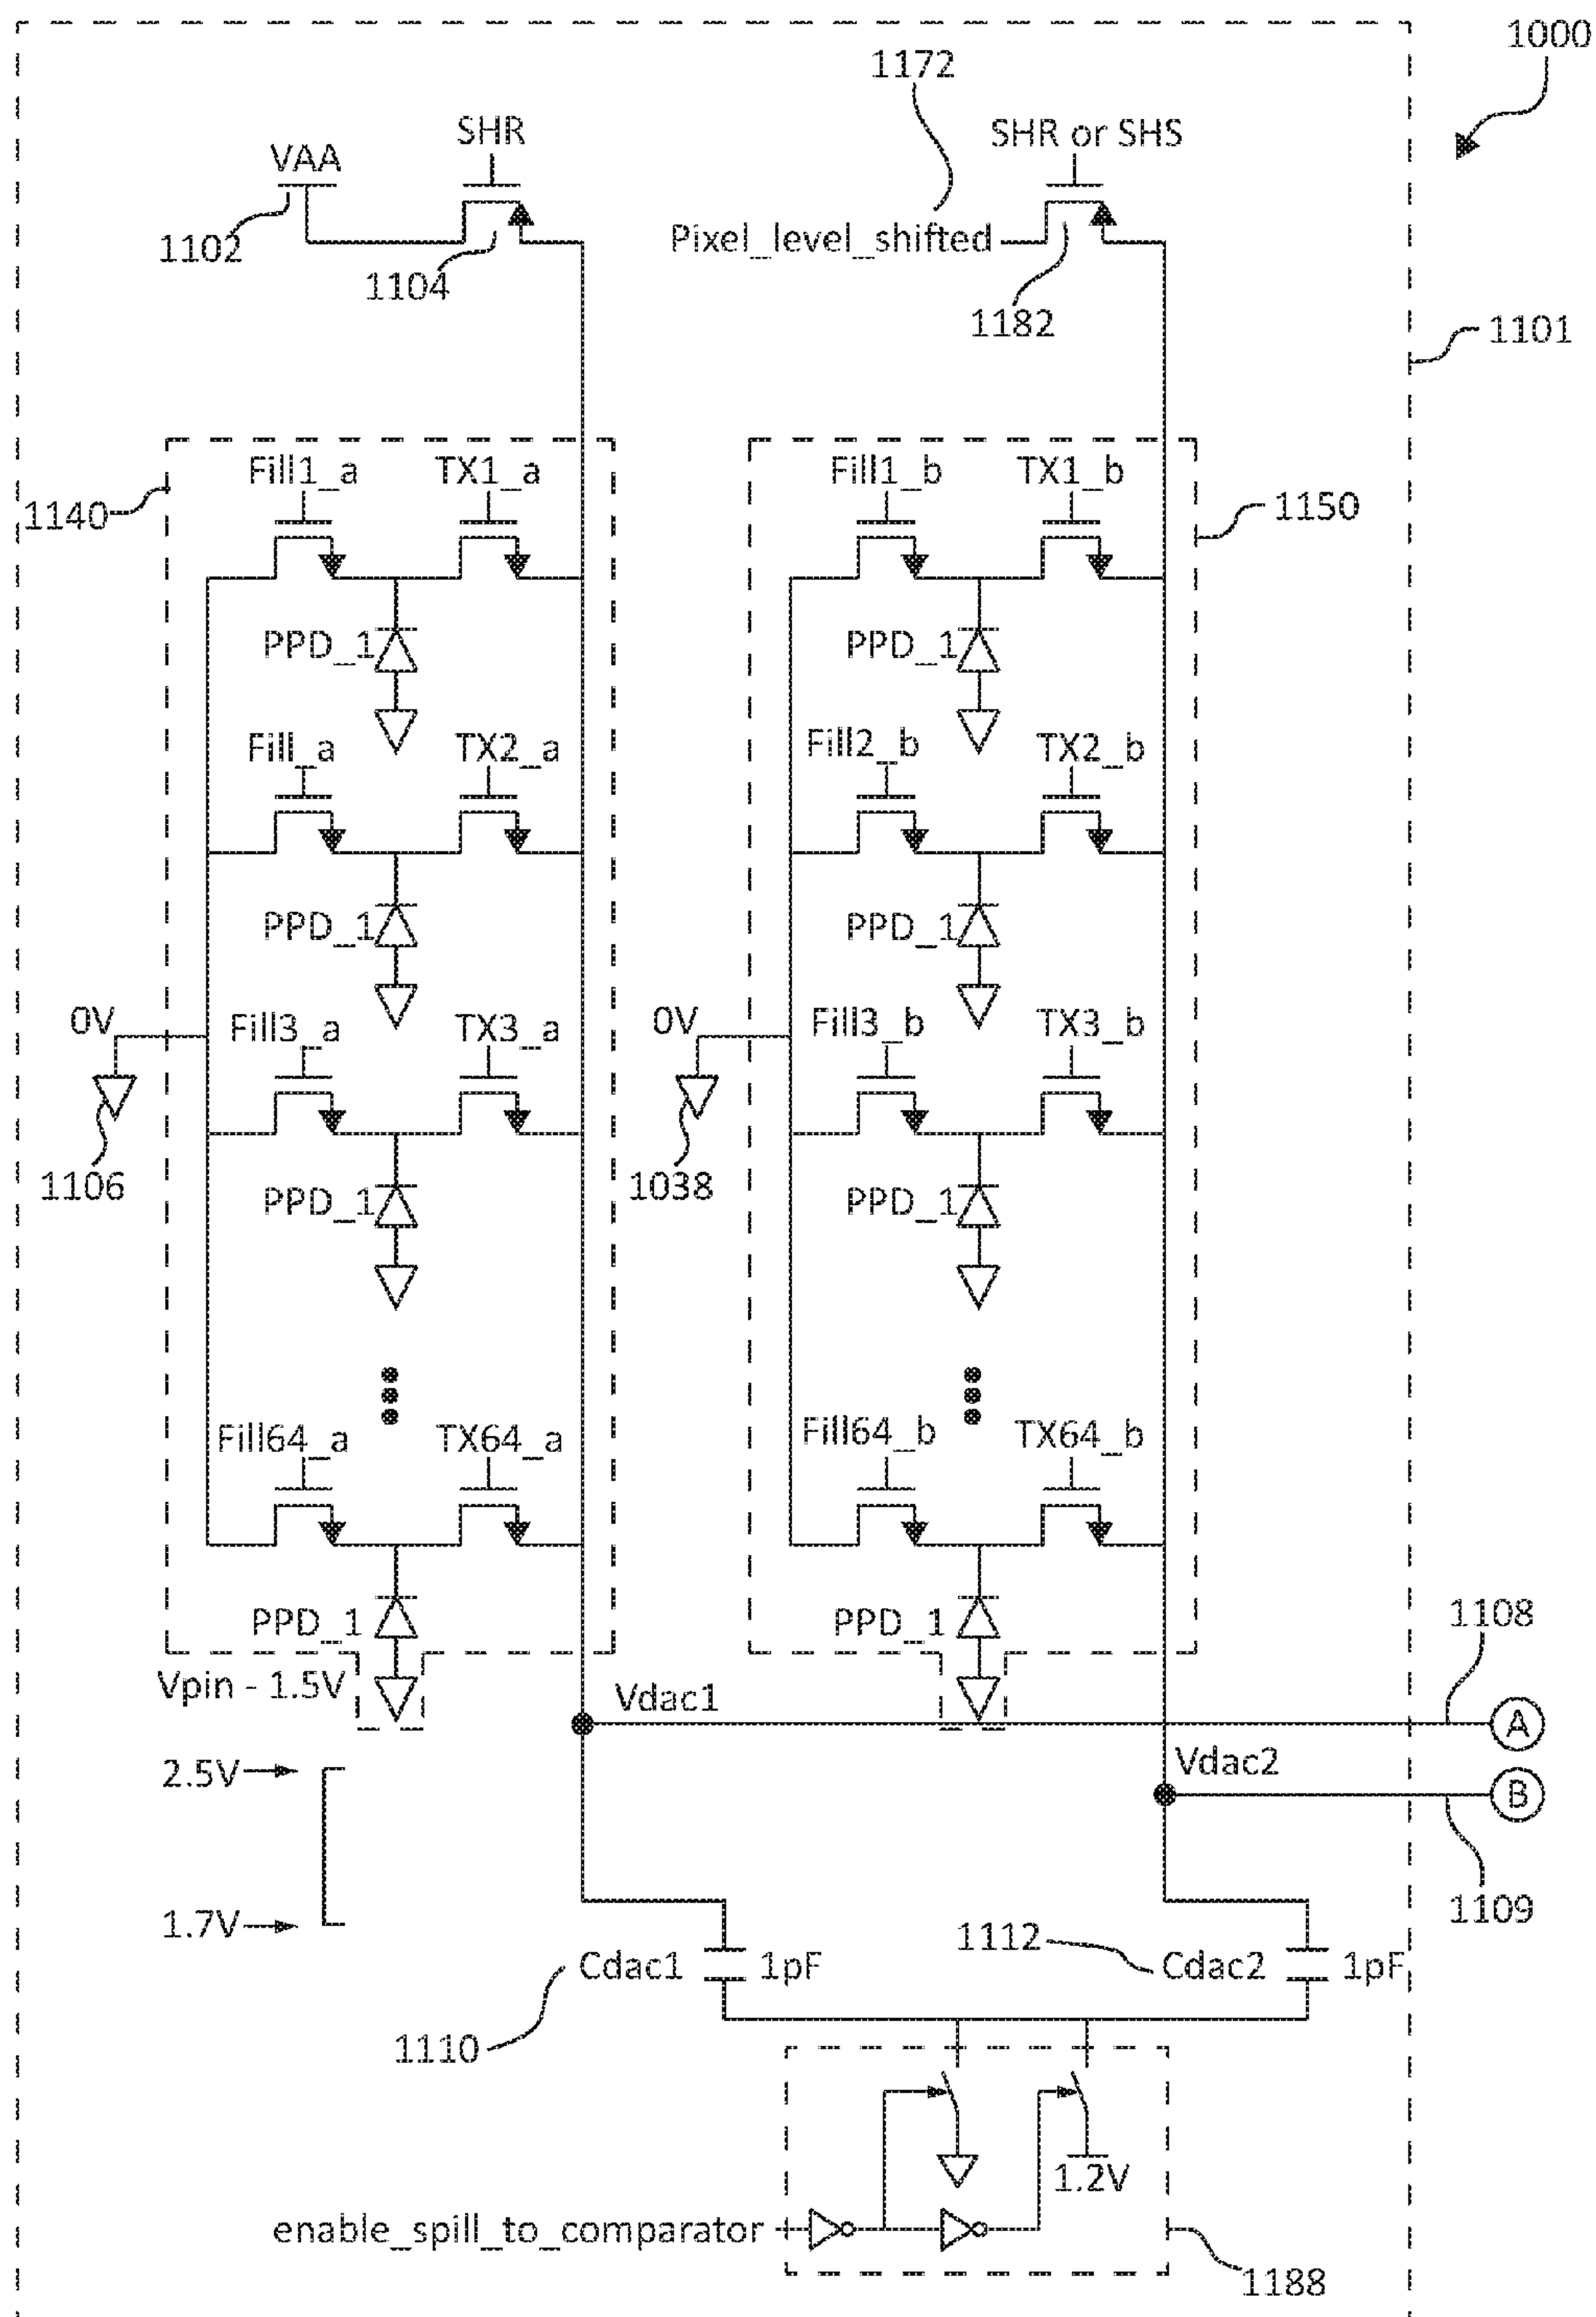 1000
1172
SHR
SHR or SHS
VAA
1102
Pixel_level_shifted
1104
1182
1101
Fill1_a TX1_a
Fill1_b TX1_b
1140
1150
PPD_1
PPD_1
Fill_a TX2_a
Fill2_b TX2_b
PPD_1
PPD_1
0V
Fill3_a TX3_a
0V
Fill3_b TX3_b
1106
PPD_1
1038
PPD_1
Fill64_a TX64_a
Fill64_b TX64_b
PPD_1
PPD_1
1108
Vpin - 1.5V
Vdac1
A
2.5V
Vdac2
B
1.7V
1109
Cdac1 1pF
1112
Cdac2 1pF
1110
1.2V
enable_spill_to_comparator
1188